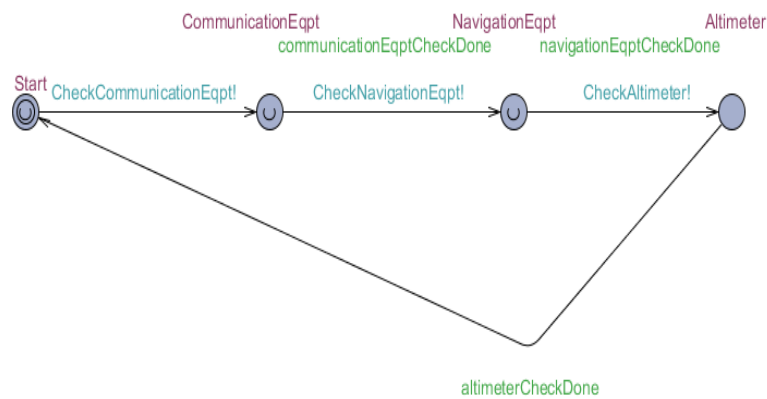 CommunicationEqpt
NavigationEqpt
Altimeter
communicationEqptCheckDone
navigationEqptCheckDone
Start
CheckCommunicationEqpt!
CheckNavigationEqpt!
CheckAltimeter!
altimeterCheckDone